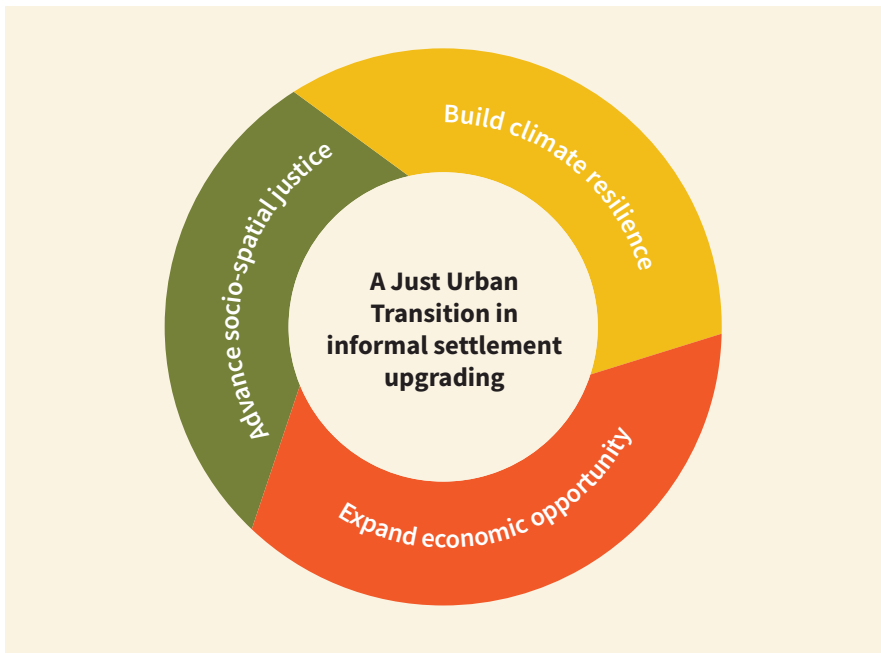 Build climate resilience
Advance socio-spatial justice
A Just Urban
Transition in
informal settlement
upgrading
Expand economic opportunity